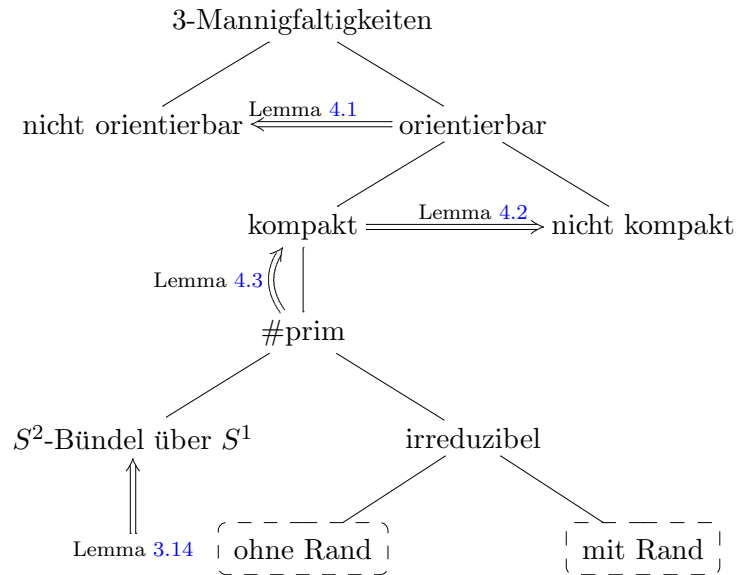 3-Mannigfaltigkeiten
Lemma 4.1
nicht orientierbar
orientierbar
Lemma 4.2
kompakt
nicht kompakt
Lemma 4.3
#prim
S²-Bündel über S¹
irreduzibel
Lemma 3.14
ohne Rand
mit Rand